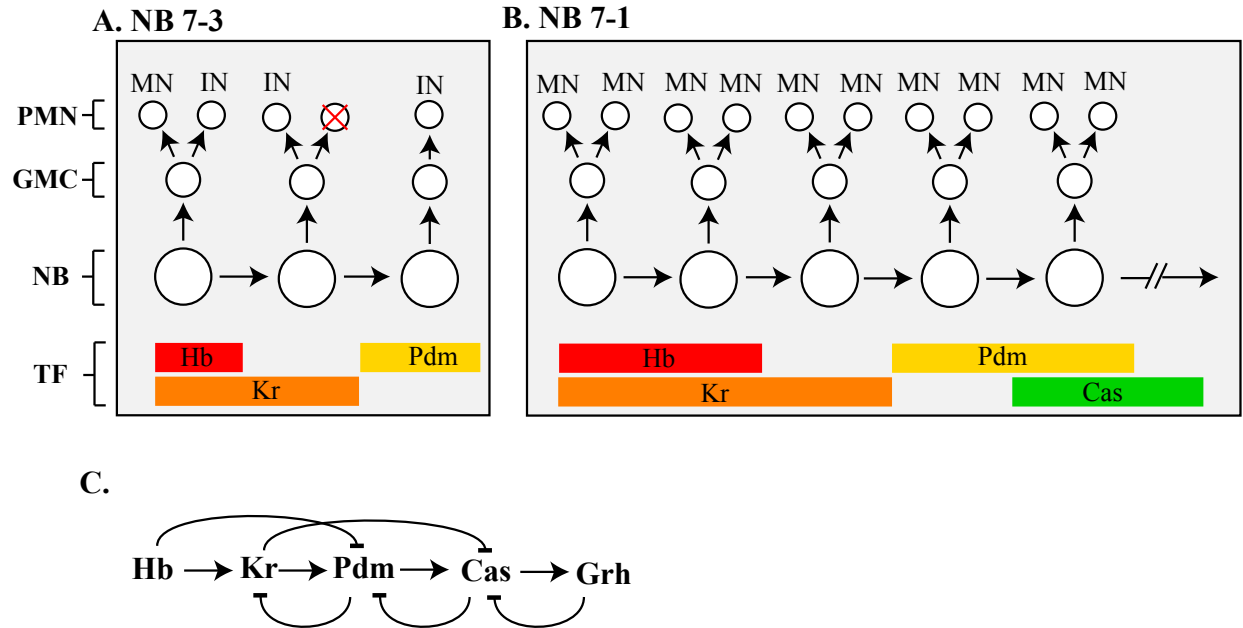 A. NB 7-3
B. NB 7-1
MN IN IN IN
MN MN MN MN MN MN MN MN MN MN
PMN
GMC
NB
TF
Hb Pdm
Kr
Hb Pdm
Kr Cas
C.
Hb Kr Pdm Cas Grh